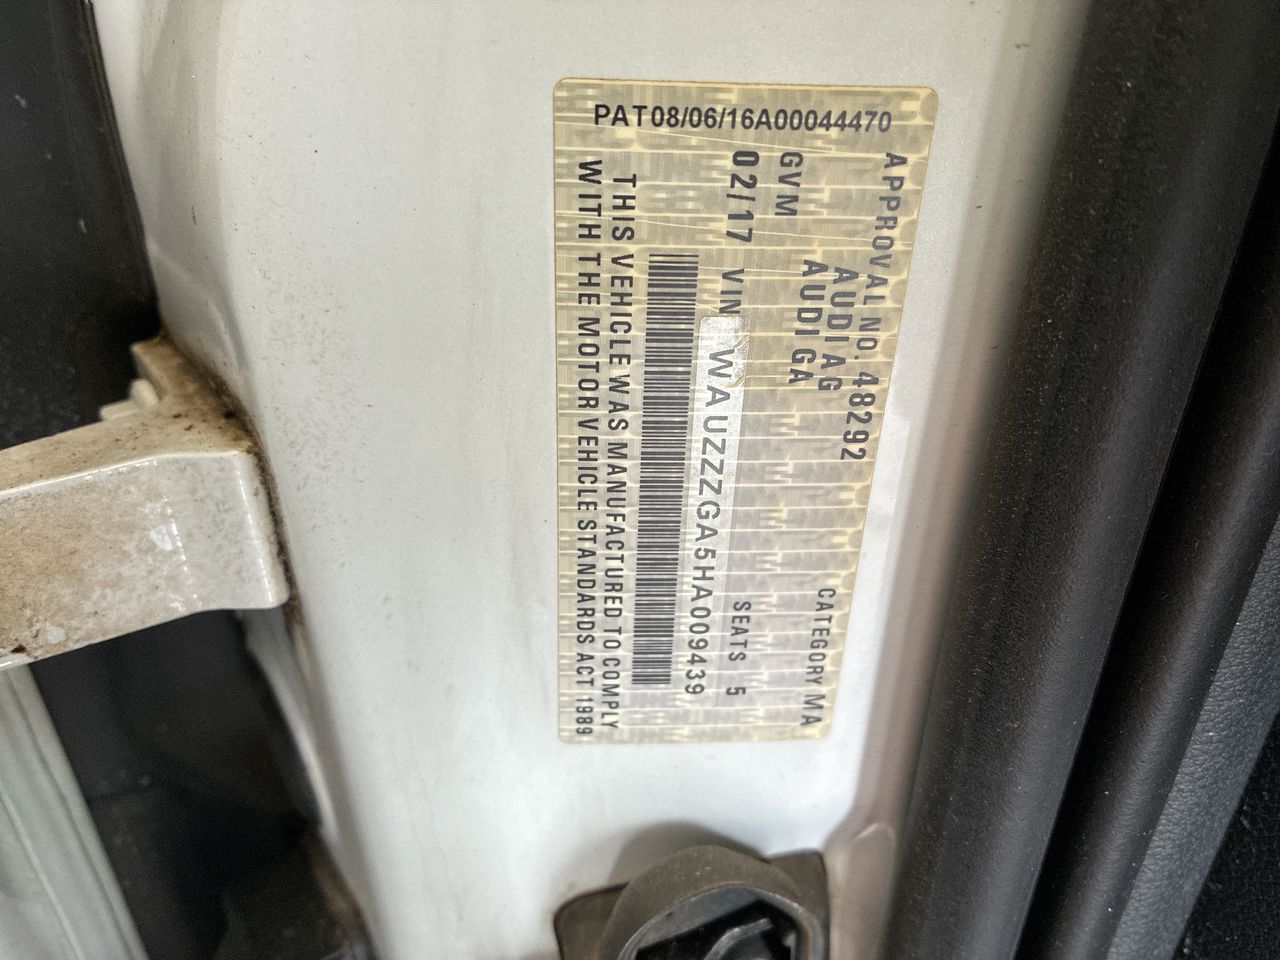 PAT08/06/16A00044470
APPROVAL NO. 48292
AUDI AG CATEGORY MA
AUDI GA
GVM
02/17 VIN SEATS 5
WAUZZZGA5HA009439
THIS VEHICLE WAS MANUFACTURED TO COMPLY
WITH THE MOTOR VEHICLE STANDARDS ACT 1989